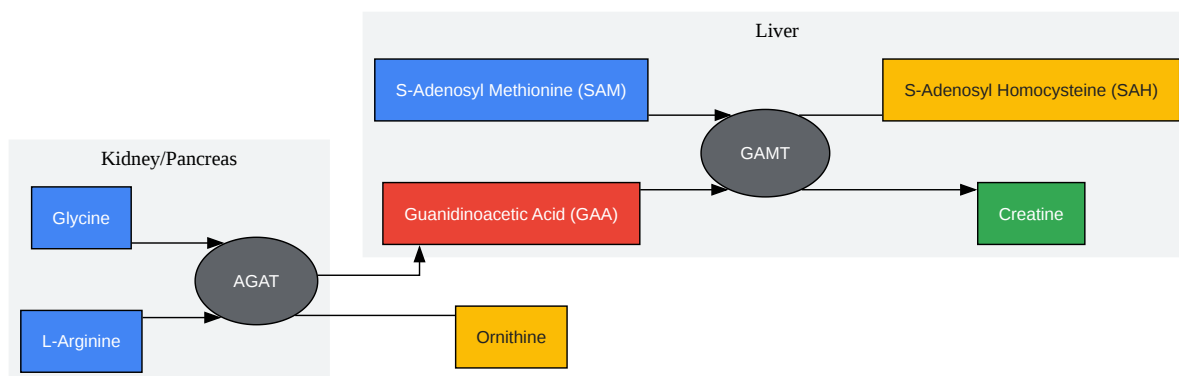 Liver
S-Adenosyl Methionine (SAM)
S-Adenosyl Homocysteine (SAH)
GAMT
Kidney/Pancreas
Guanidinoacetic Acid (GAA)
Creatine
Glycine
AGAT
L-Arginine
Ornithine